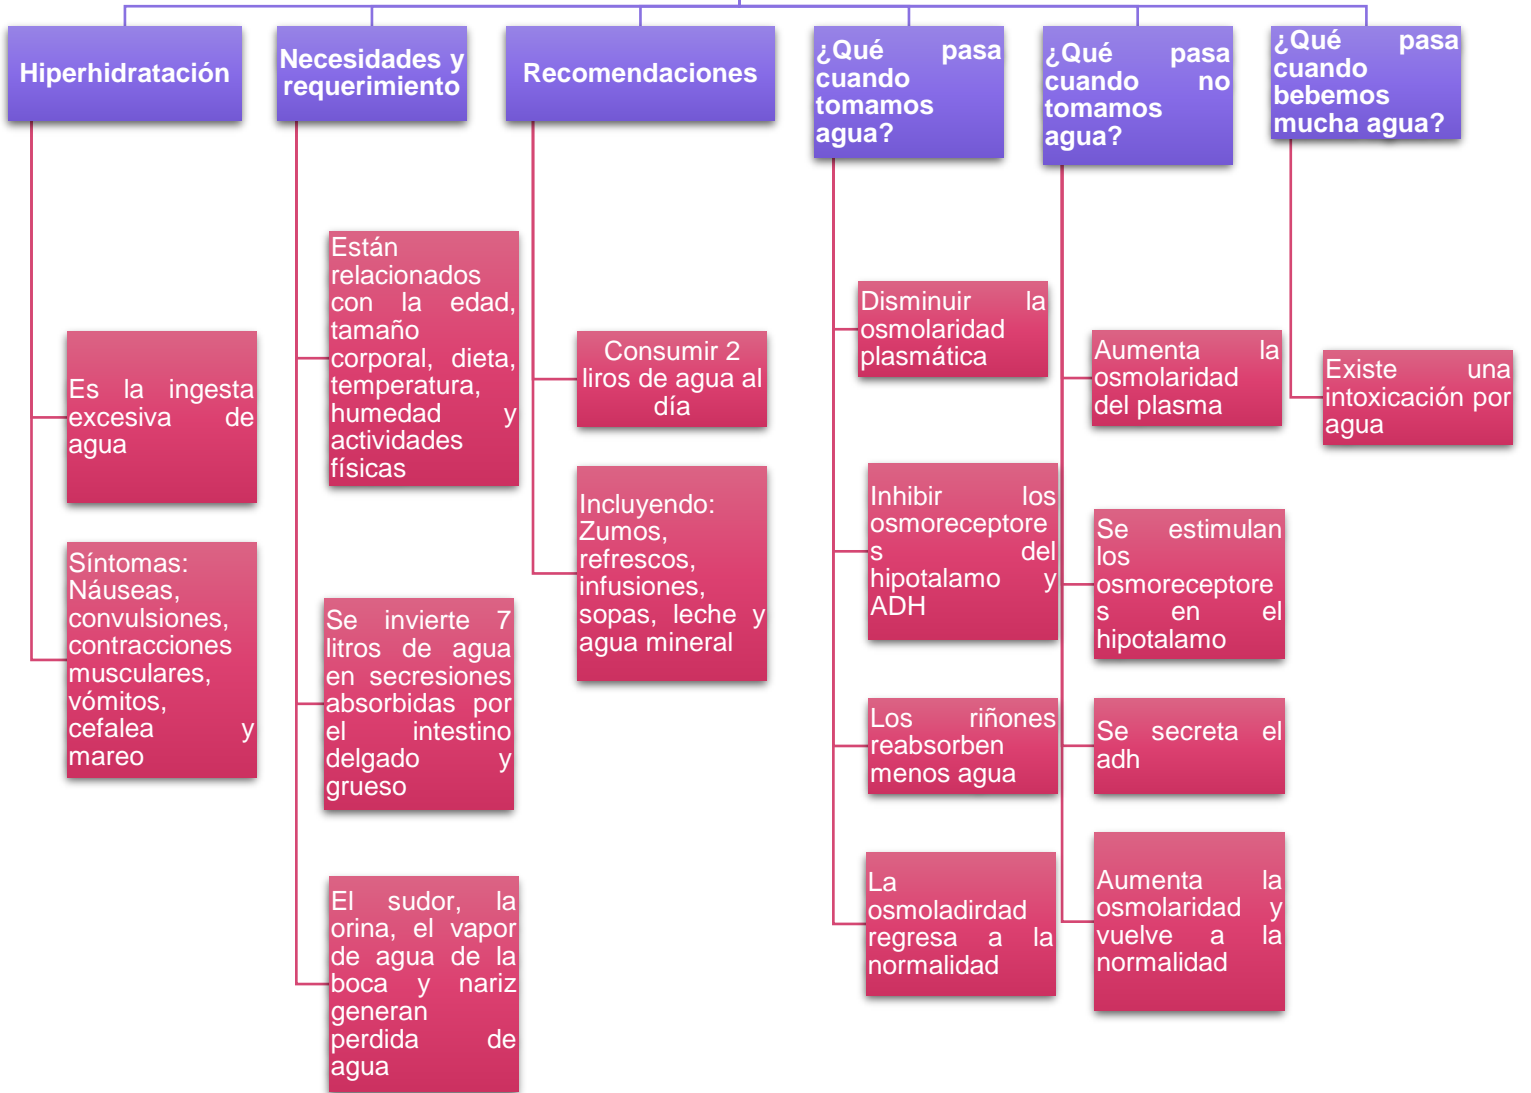 Hiperhidratación
Es la ingesta
excesiva de
agua
Síntomas:
Náuseas,
convulsiones,
contracciones
musculares,
vómitos,
cefalea y
mareo
Necesidades y
requerimiento
Están
relacionados
con la edad,
tamaño
corporal, dieta,
temperatura,
humedad y
actividades
físicas
Se invierte 7
litros de agua
en secresiones
absorbidas por
el intestino
delgado y
grueso
El sudor, la
orina, el vapor
de agua de la
boca y nariz
generan
perdida de
agua
Recomendaciones
Consumir 2
liros de agua al
día
Incluyendo:
Zumos,
refrescos,
infusiones,
sopas, leche y
agua mineral
¿Qué pasa
cuando
tomamos
agua?
Disminuir la
osmolaridad
plasmática
Inhibir los
osmoreceptore
s del
hipotalamo y
ADH
Los riñones
reabsorben
menos agua
La
osmoladirdad
regresa a la
normalidad
¿Qué pasa
cuando no
tomamos
agua?
Aumenta la
osmolaridad
del plasma
Se estimulan
los
osmoreceptore
s en el
hipotalamo
Se secreta el
adh
Aumenta la
osmolaridad y
vuelve a la
normalidad
¿Qué pasa
cuando
bebemos
mucha agua?
Existe una
intoxicación por
agua